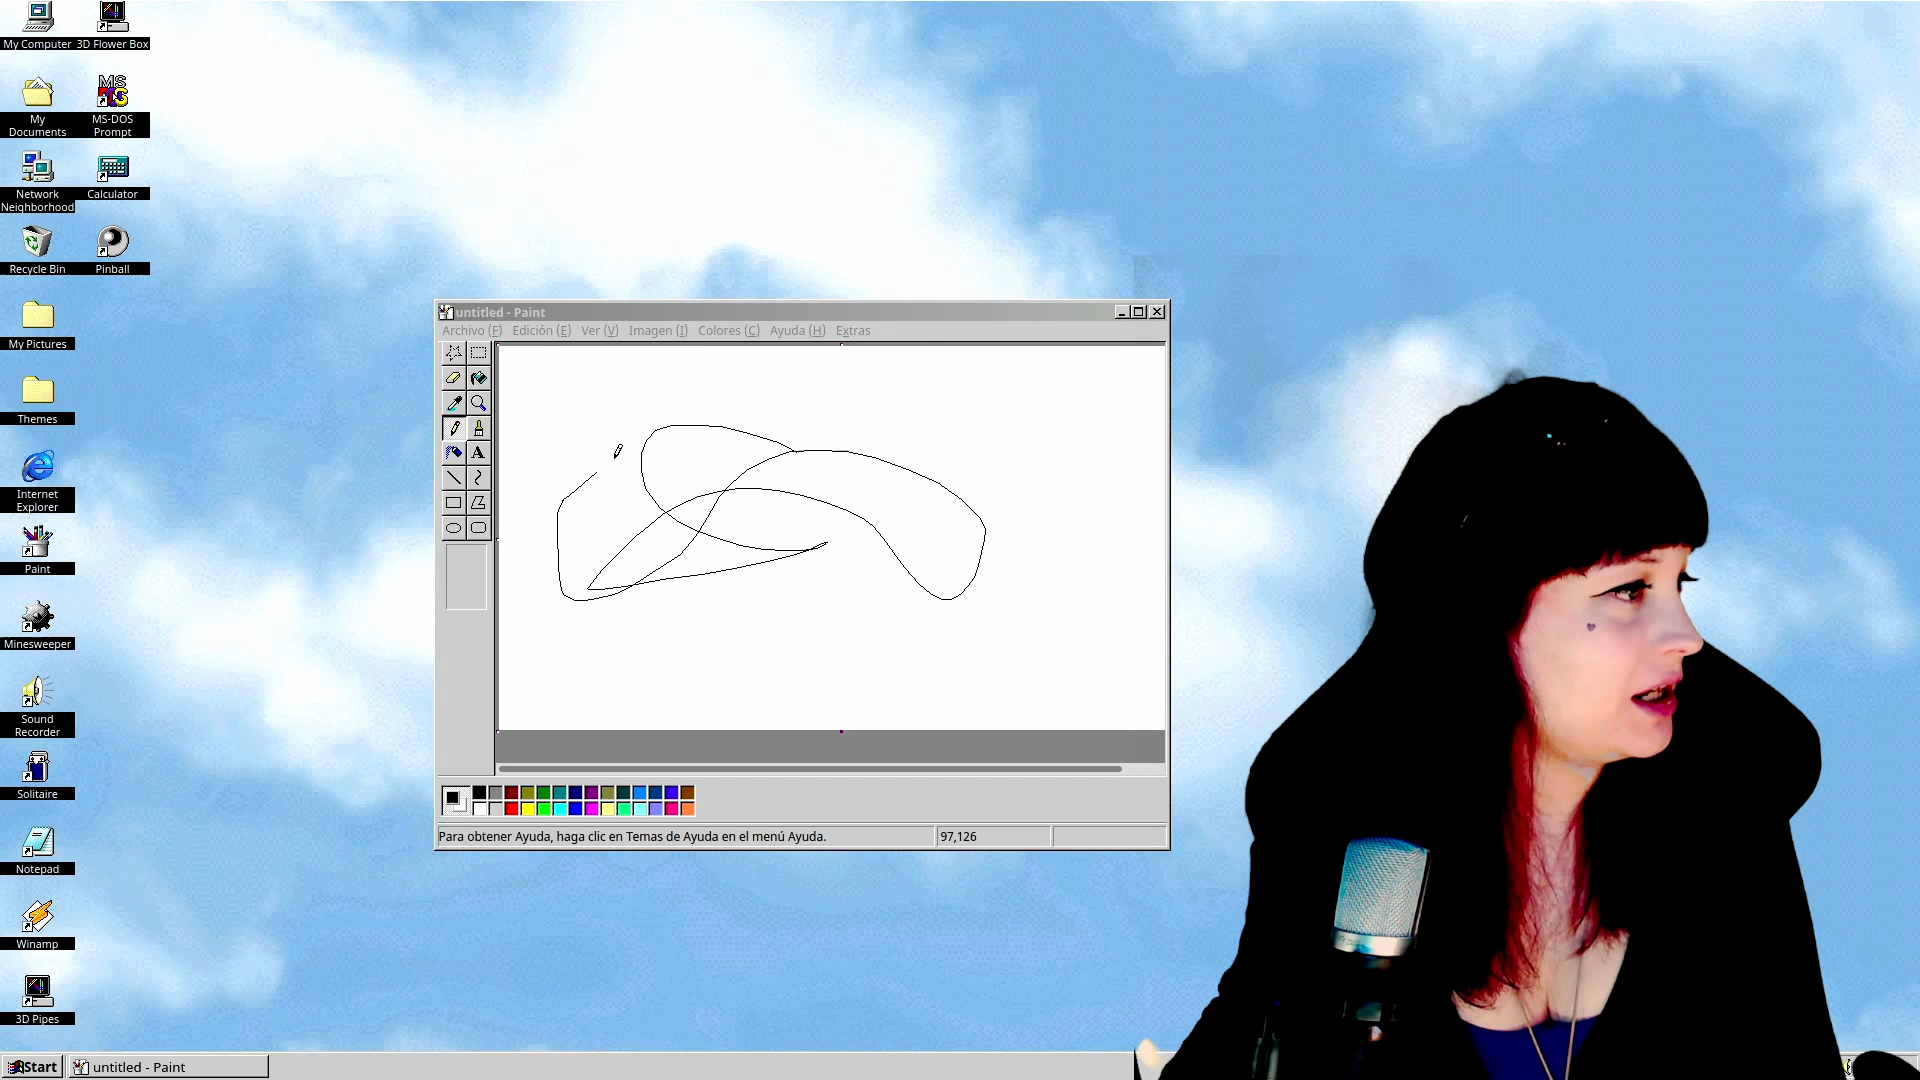 My Computer
3D Flower Box
My
Documents
MS-DOS
Prompt
Network
Neighborhood
Calculator
Recycle Bin
Pinball
My Pictures
Themes
Internet
Explorer
Paint
Minesweeper
Sound
Recorder
Solitaire
Notepad
Winamp
3D Pipes
untitled - Paint
Archivo (F) Edición (E) Ver (V) Imagen (I) Colores (C) Ayuda (H) Extras
A
Para obtener Ayuda, haga clic en Temas de Ayuda en el menú Ayuda.
97,126
Start
untitled - Paint